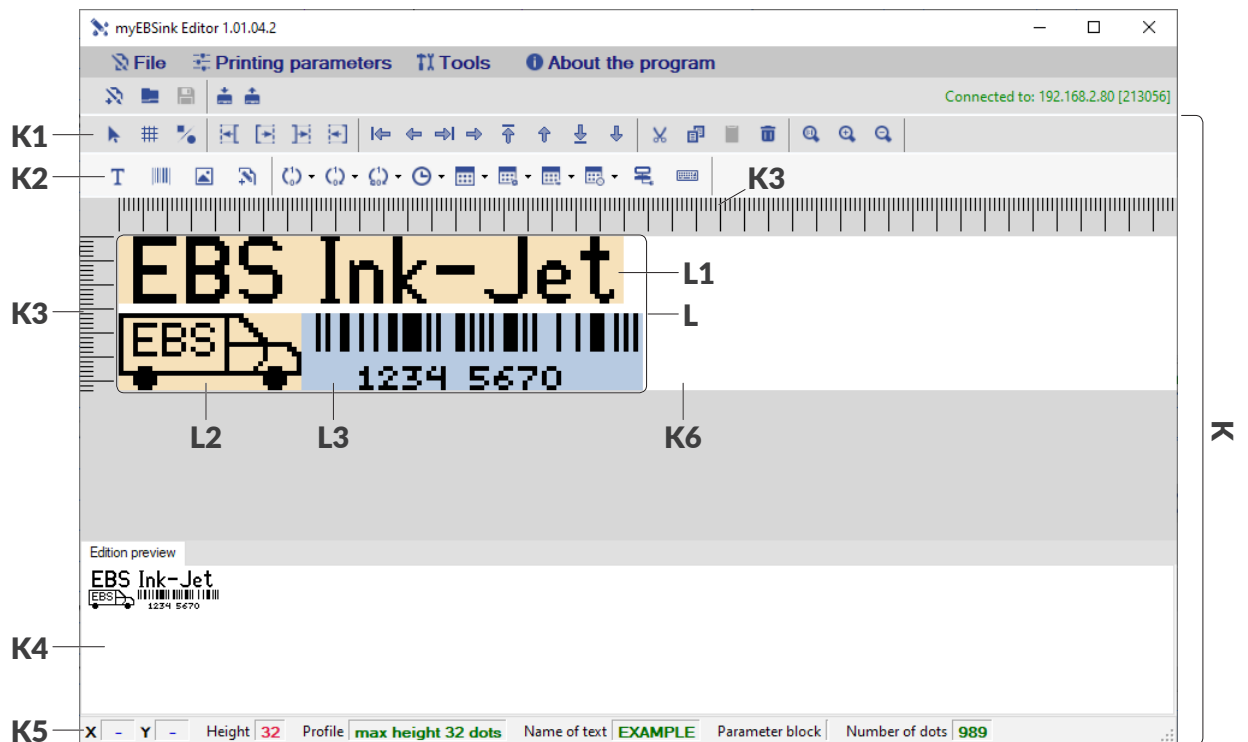 myEBSink Editor 1.01.04.2
File Printing parameters Tools About the program
Connected to: 192.168.2.80 [213056]
K1
K2 T K3
EBS Ink-Jet L1
K3 L
EBS
1234 5670
L2 L3 K6
K
Edition preview
EBS Ink-Jet
EBS
1234 5670
K4
K5 X - Y - Height 32 Profile max height 32 dots Name of text EXAMPLE Parameter block Number of dots 989